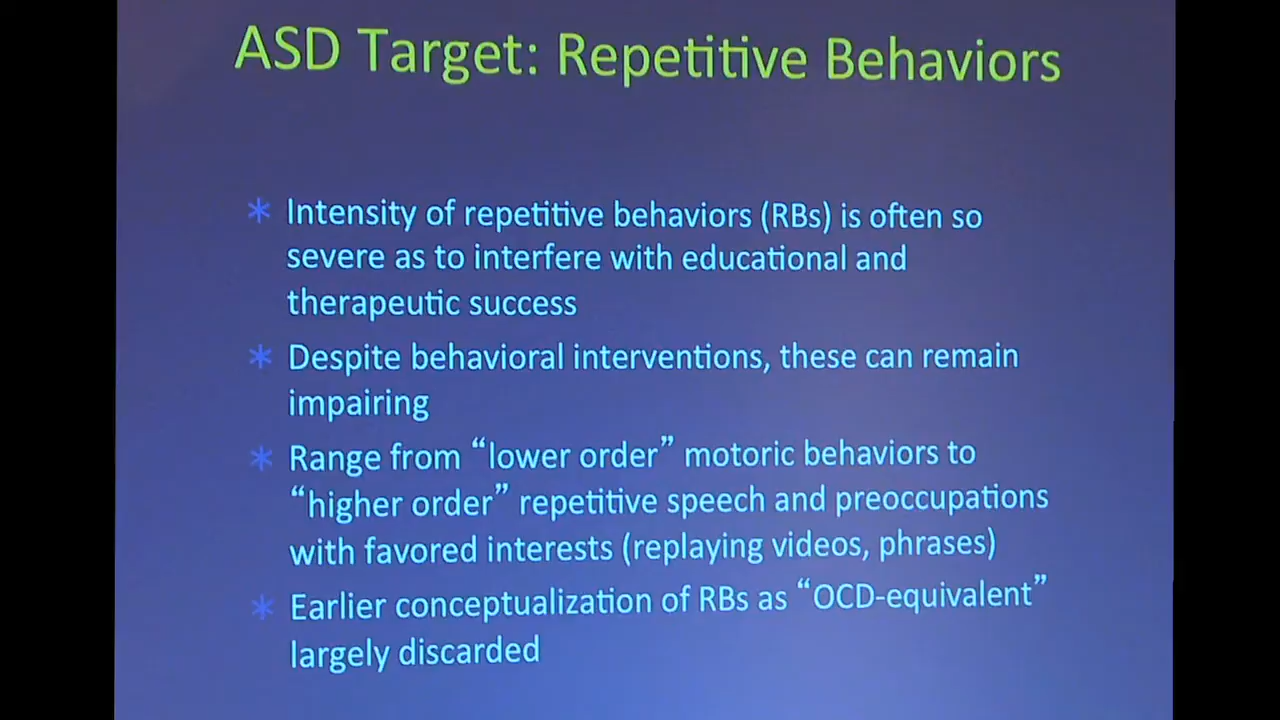 ASD Target: Repetitive Behaviors
* Intensity of repetitive behaviors (RBs) is often so
severe as to interfere with educational and
therapeutic success
* Despite behavioral interventions, these can remain
impairing
* Range from “lower order” motoric behaviors to
“higher order” repetitive speech and preoccupations
with favored interests (replaying videos, phrases)
* Earlier conceptualization of RBs as “OCD-equivalent”
largely discarded